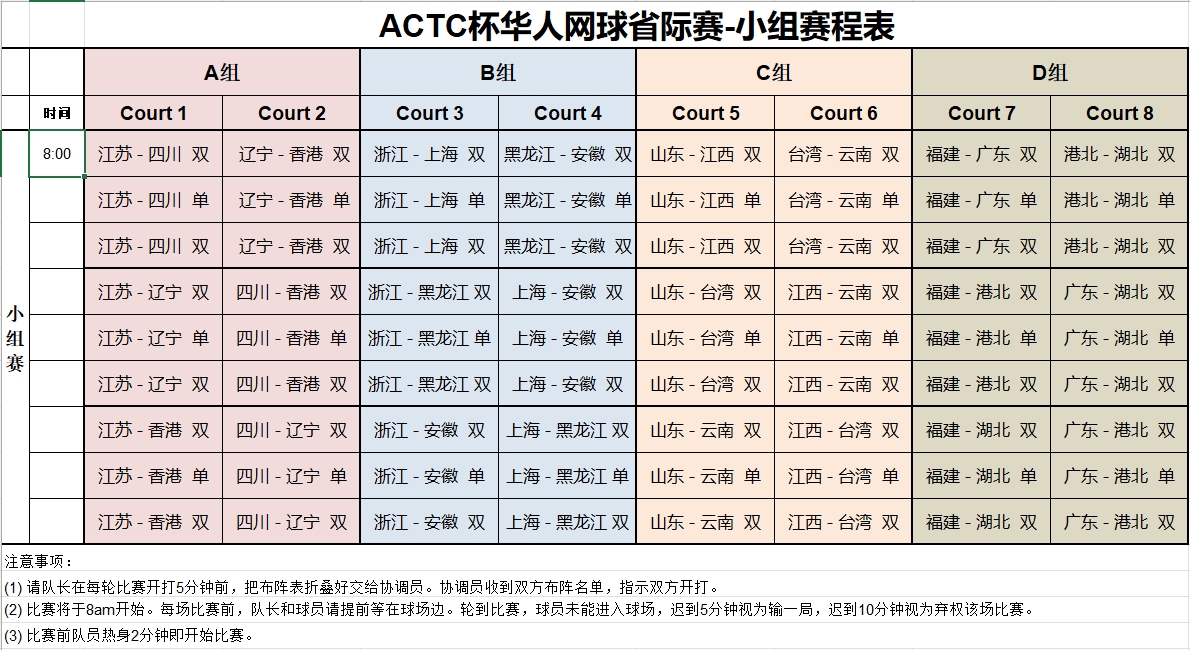 ACTC杯华人网球省际赛-小组赛程表
A组 B组 C组 D组
时间 Court 1 Court 2 Court 3 Court 4 Court 5 Court 6 Court 7 Court 8
8:00 江苏 - 四川 双 辽宁 - 香港 双 浙江 - 上海 双 黑龙江 - 安徽 双 山东 - 江西 双 台湾 - 云南 双 福建 - 广东 双 港北 - 湖北 双
江苏 - 四川 单 辽宁 - 香港 单 浙江 - 上海 单 黑龙江 - 安徽 单 山东 - 江西 单 台湾 - 云南 单 福建 - 广东 单 港北 - 湖北 单
江苏 - 四川 双 辽宁 - 香港 双 浙江 - 上海 双 黑龙江 - 安徽 双 山东 - 江西 双 台湾 - 云南 双 福建 - 广东 双 港北 - 湖北 双
江苏 - 辽宁 双 四川 - 香港 双 浙江 - 黑龙江 双 上海 - 安徽 双 山东 - 台湾 双 江西 - 云南 双 福建 - 港北 双 广东 - 湖北 双
小组赛
江苏 - 辽宁 单 四川 - 香港 单 浙江 - 黑龙江 单 上海 - 安徽 单 山东 - 台湾 单 江西 - 云南 单 福建 - 港北 单 广东 - 湖北 单
江苏 - 辽宁 双 四川 - 香港 双 浙江 - 黑龙江 双 上海 - 安徽 双 山东 - 台湾 双 江西 - 云南 双 福建 - 港北 双 广东 - 湖北 双
江苏 - 香港 双 四川 - 辽宁 双 浙江 - 安徽 双 上海 - 黑龙江 双 山东 - 云南 双 江西 - 台湾 双 福建 - 湖北 双 广东 - 港北 双
江苏 - 香港 单 四川 - 辽宁 单 浙江 - 安徽 单 上海 - 黑龙江 单 山东 - 云南 单 江西 - 台湾 单 福建 - 湖北 单 广东 - 港北 单
江苏 - 香港 双 四川 - 辽宁 双 浙江 - 安徽 双 上海 - 黑龙江 双 山东 - 云南 双 江西 - 台湾 双 福建 - 湖北 双 广东 - 港北 双
注意事项：
(1) 请队长在每轮比赛开打5分钟前，把布阵表折叠好交给协调员。协调员收到双方布阵名单，指示双方开打。
(2) 比赛将于8am开始。每场比赛前，队长和球员请提前等在球场边。轮到比赛，球员未能进入球场，迟到5分钟视为输一局，迟到10分钟视为弃权该场比赛。
(3) 比赛前队员热身2分钟即开始比赛。